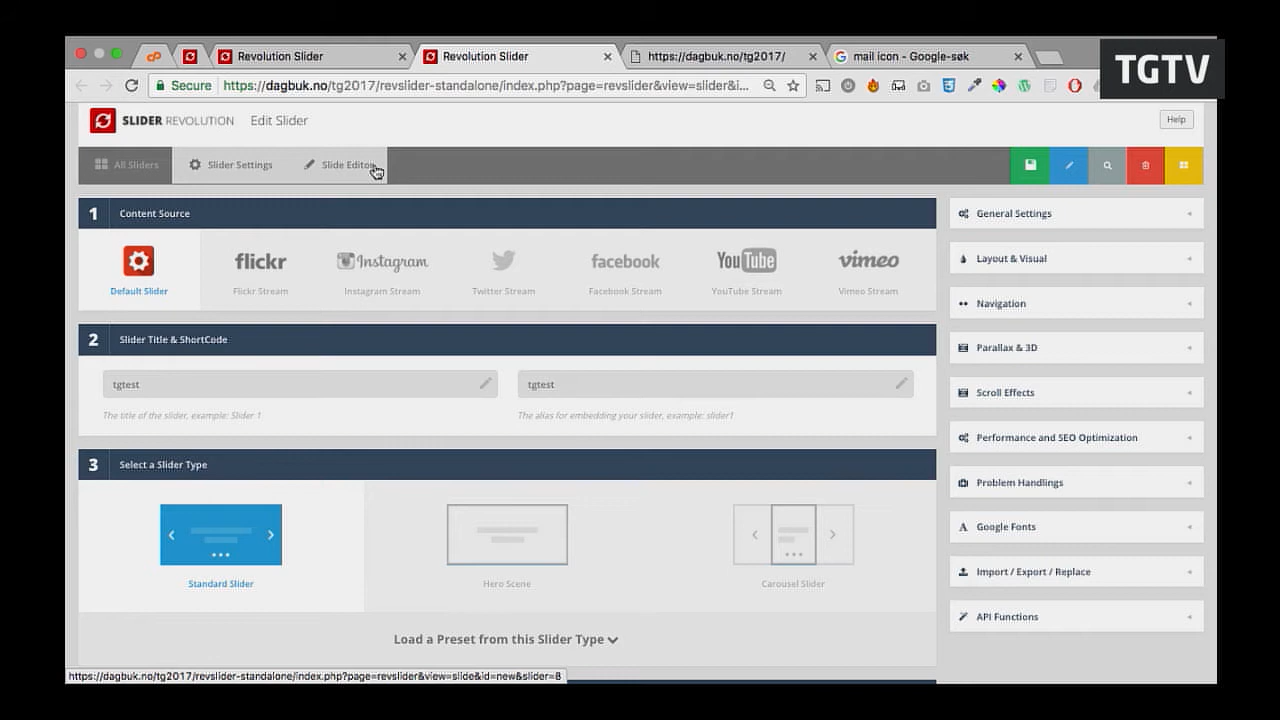 TGTV
Revolution Slider
Revolution Slider
https://dagbuk.no/tg2017/
mail icon - Google-søk
Secure
https://dagbuk.no/tg2017/revslider-standalone/index.php?page=revslider&view=slider&i...
SLIDER REVOLUTION
Edit Slider
Help
All Sliders
Slider Settings
Slide Editor
1 Content Source
General Settings
Layout & Visual
Navigation
Parallax & 3D
Scroll Effects
Performance and SEO Optimization
Problem Handlings
Google Fonts
Import / Export / Replace
API Functions
flickr
Instagram
facebook
YouTube
vimeo
Default Slider
Flickr Stream
Instagram Stream
Twitter Stream
Facebook Stream
YouTube Stream
Vimeo Stream
2 Slider Title & ShortCode
tgtest
tgtest
The title of the slider, example: Slider 1
The alias for embedding your slider, example: slider1
3 Select a Slider Type
Standard Slider
Hero Scene
Carousel Slider
Load a Preset from this Slider Type
https://dagbuk.no/tg2017/revslider-standalone/index.php?page=revslider&view=slide&id=new&slider=8